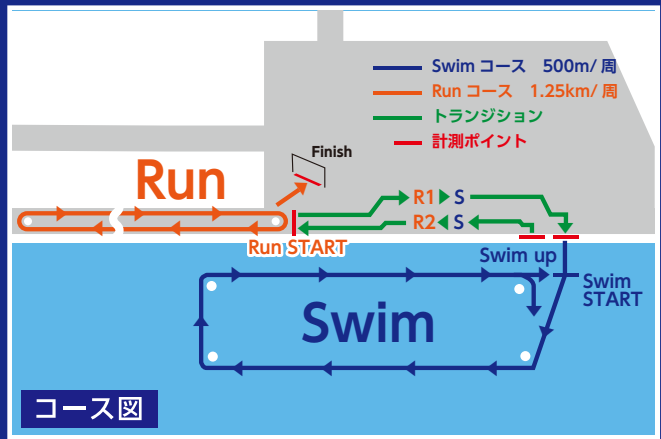 Swim コース 500m/ 周
Run コース 1.25km/ 周
トランジション
計測ポイント
Finish
Run
R1 ▶ S
R2 ◀ S
Run START
Swim up
Swim
START
Swim
コース図